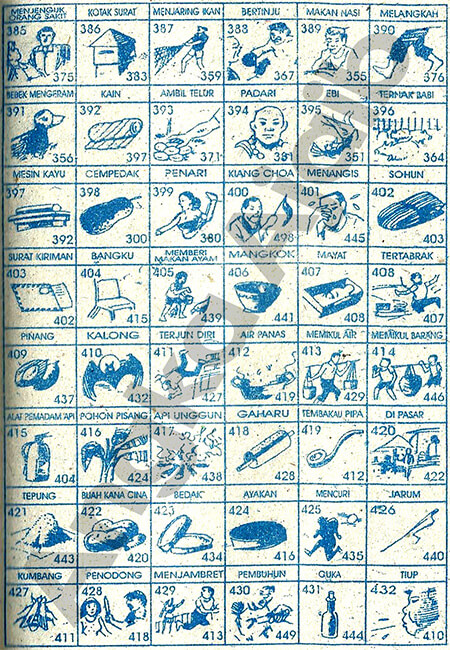 MENJENGUK ORANG SAKIT KOTAK SURAT MENJARING IKAN BERTINJU MAKAN NASI MELANGKAH
385 386 387 388 389 390
375 383 359 367 355 376
BEBEK MENGERAM KAIN AMBIL TELUR PADARI EBI TERNAK BABI
391 392 393 394 395 396
356 397 371 381 351 364
MESIN KAYU CEMPEDAK PENARI KIANG CHOA MENANGIS SOHUN
397 398 399 400 401 402
392 300 380 498 445 403
SURAT KIRIMAN BANGKU MEMBERI MAKAN AYAM MANGKOK MAYAT TERTABRAK
403 404 405 406 407 408
402 415 439 441 408 407
PINANG KALONG TERJUN DIRI AIR PANAS MEMIKUL AIR MEMIKUL BARANG
409 410 411 412 413 414
437 432 427 419 429 446
ALAT PEMADAM API POHON PISANG API UNGGUN GAHARU TEMBAKAU PIPA DI PASAR
415 416 417 418 419 420
404 424 438 428 412 422
TEPUNG BUAH KANA CINA BEDAK AYAKAN MENCURI JARUM
421 422 423 424 425 426
443 420 434 416 435 440
KUMBANG PENODONG MENJAMBRET PEMBUHUN CUKA TIUP
427 428 429 430 431 432
411 418 413 449 444 410